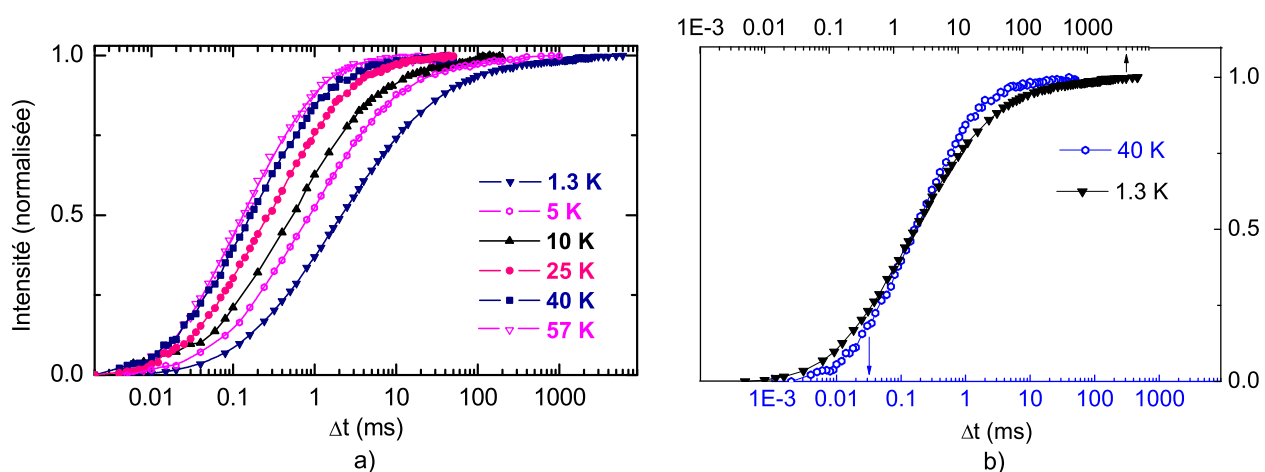 1.0
0.5
0.0
Intensité (normalisée)
1.3 K
5 K
10 K
25 K
40 K
57 K
0.01 0.1 1 10 100 1000
Δt (ms)
a)
1E-3 0.01 0.1 1 10 100 1000
1.0
0.5
0.0
40 K
1.3 K
1E-3 0.01 0.1 1 10 100 1000
Δt (ms)
b)